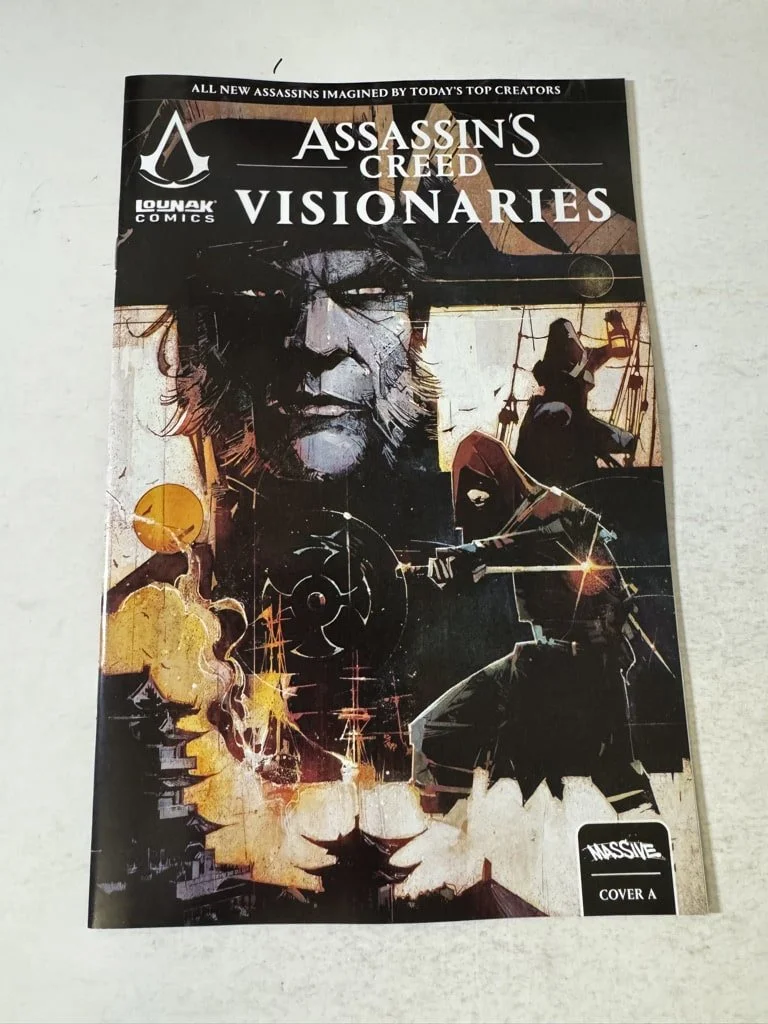 ALL NEW ASSASSINS IMAGINED BY TODAY'S TOP CREATORS
ASSASSIN'S
CREED
VISIONARIES
LOUNAK
COMICS
MASSIVE
COVER A